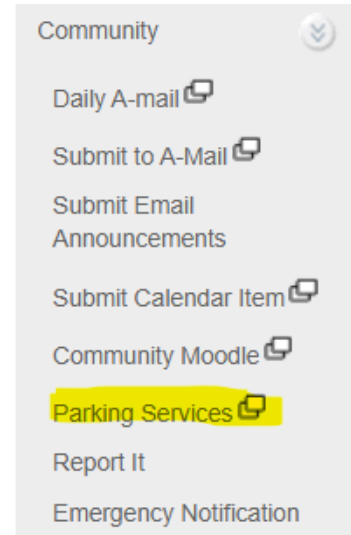 Community
Daily A-mail
Submit to A-Mail
Submit Email
Announcements
Submit Calendar Item
Community Moodle
Parking Services
Report It
Emergency Notification